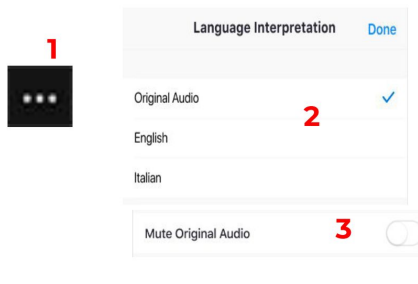 1
Language Interpretation Done
Original Audio
2
English
Italian
Mute Original Audio 3